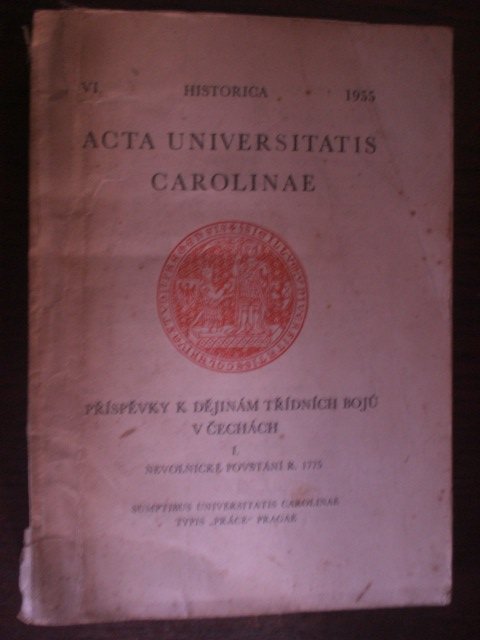 VI. HISTORICA 1955
ACTA UNIVERSITATIS
CAROLINAE
PŘÍSPĚVKY K DĚJINÁM TŘÍDNÍCH BOJŮ
V ČECHÁCH
I
NEVOLNICKÉ POVSTÁNÍ R. 1775
SUMPTIBUS UNIVERSITATIS CAROLINAE
TYPIS „PRÁCE" PRAGAE